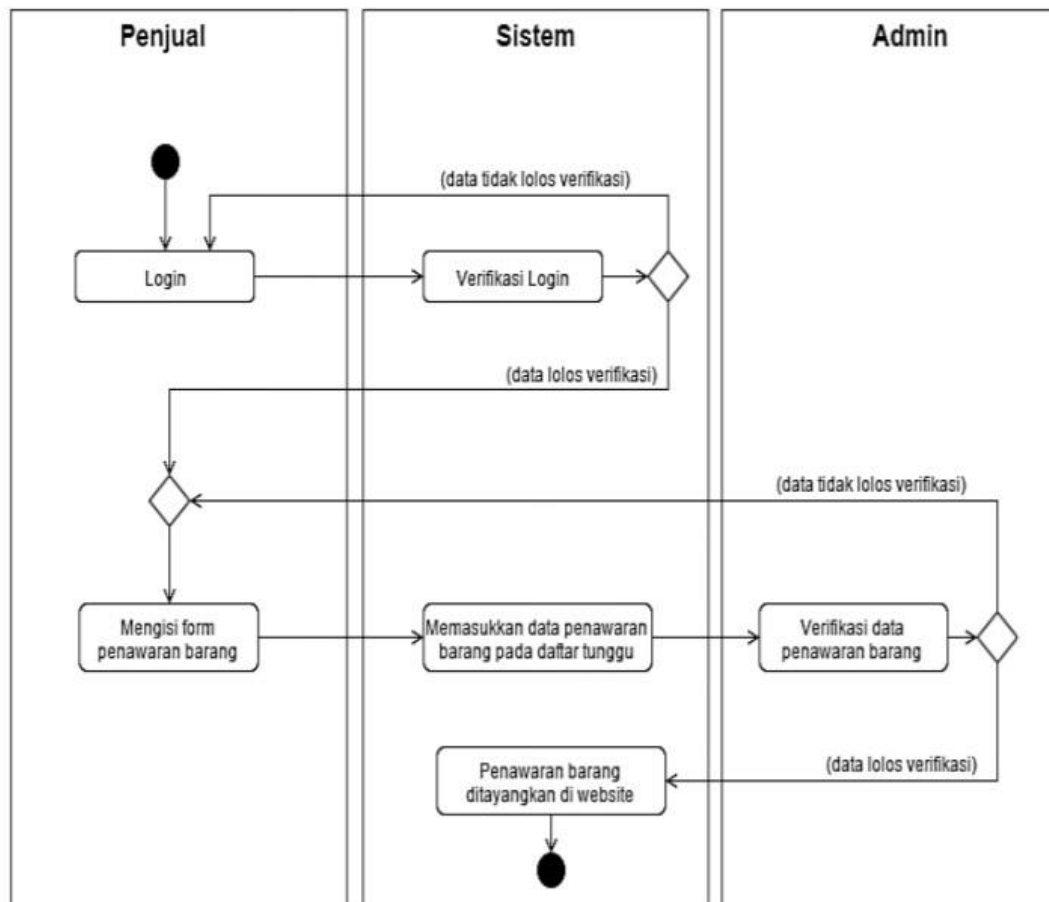 Penjual
Sistem
Admin
(data tidak lolos verifikasi)
Login
Verifikasi Login
(data lolos verifikasi)
(data tidak lolos verifikasi)
Mengisi form
penawaran barang
Memasukkan data penawaran
barang pada daftar tunggu
Verifikasi data
penawaran barang
(data lolos verifikasi)
Penawaran barang
ditayangkan di website